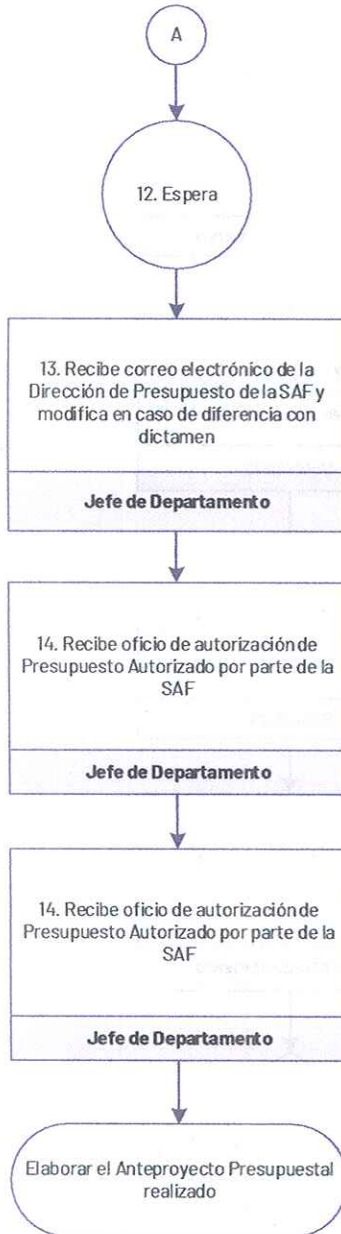 A
12. Espera
13. Recibe correo electrónico de la
Dirección de Presupuesto de la SAF y
modifica en caso de diferencia con
dictamen
Jefe de Departamento
14. Recibe oficio de autorización de
Presupuesto Autorizado por parte de la
SAF
Jefe de Departamento
14. Recibe oficio de autorización de
Presupuesto Autorizado por parte de la
SAF
Jefe de Departamento
Elaborar el Anteproyecto Presupuestal
realizado